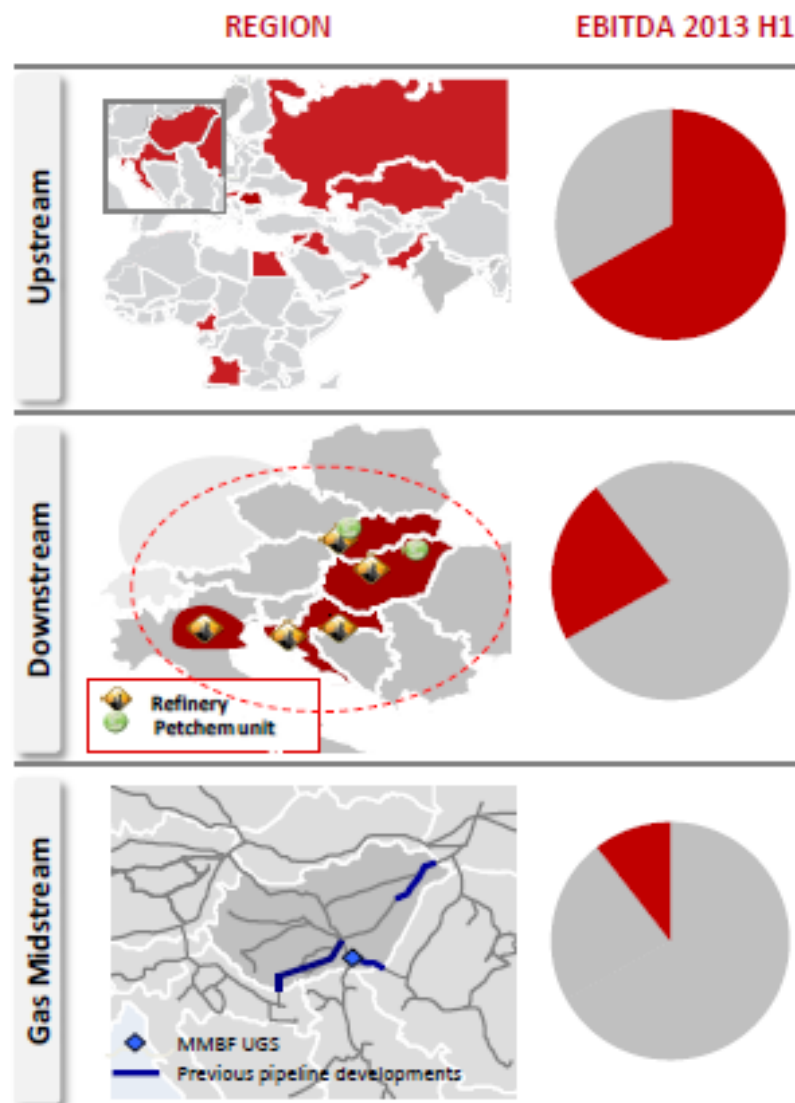 REGION
EBITDA 2013 H1
Upstream
Downstream
Refinery
Petchem unit
Gas Midstream
MMBF UGS
Previous pipeline developments